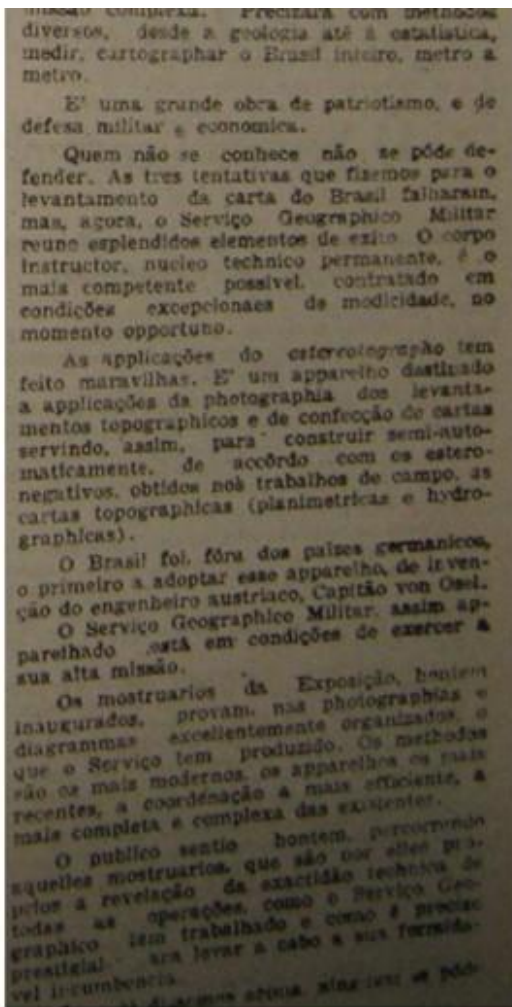 missão complexa. Precizará com methodos
diversos, desde a geologia até á estatistica,
medir, cartographar o Brasil inteiro, metro a
metro.
E' uma grande obra de patriotismo, e de
defesa militar e economica.
Quem não se conhece não se póde de-
fender. As tres tentativas que fizemos para o
levantamento da carta do Brasil falharam,
mas, agora, o Serviço Geographico Militar
reune esplendidos elementos de exito. O corpo
instructor, nucleo technico permanente, é o
mais competente possivel, contratado em
condições excepcionaes de modicidade, no
momento opportuno.
As applicações do estereotographo tem
feito maravilhas. E' um apparelho destinado
a applicações da photographia dos levanta-
mentos topographicos e de confecção de cartas
servindo, assim, para construir semi-auto-
maticamente, de accôrdo com os estero-
negativos, obtidos nos trabalhos de campo, as
cartas topographicas (planimetricas e hydro-
graphicas).
O Brasil foi, fóra dos paizes germanicos,
o primeiro a adoptar esse apparelho, de inven-
ção do engenheiro austriaco, Capitão von Osel.
O Serviço Geographico Militar, assim ap-
parelhado está em condições de exercer a
sua alta missão.
Os mostruarios da Exposição, hontem
inaugurados, provam, nas photographias e
diagrammas excellentemente organizados, o
que o Serviço tem produzido. Os methodos
são os mais modernos, os apparelhos os mais
recentes, a coordenação a mais efficiente, a
mais completa e complexa das existentes.
O publico sentio hontem, percorrendo
aquelles mostruarios, que são por elles pro-
prios a revelação da exactidão technica de
todas as operações, como o Serviço Geo-
graphico tem trabalhado e como é preciso
prestigial- ara levar a cabo a sua formida-
vel incumbencia.